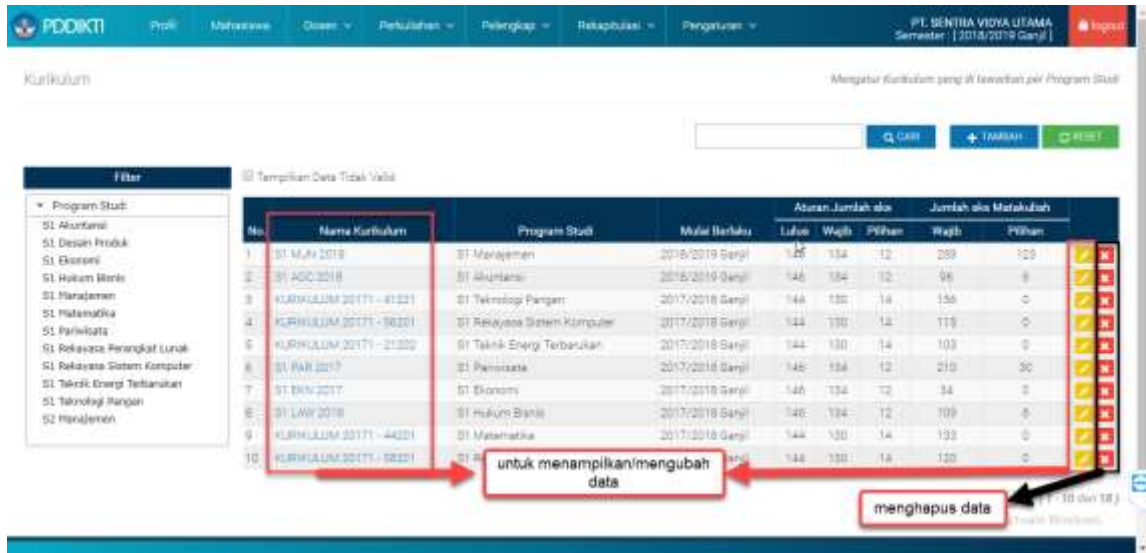 PDDIKTI Profil Mahasiswa Dosen Perkuliahan Pelengkap Rekapitulasi Pengaturan PT. SENTRA VIDYA UTAMA logout
Semester : [ 2018/2019 Ganjil ]
Kurikulum Mengatur Kurikulum yang di tawarkan per Program Studi
CARI TAMBAH RESET
Filter Tampilkan Data Tidak Valid
Program Studi
S1 Akuntansi
S1 Desain Produk
S1 Ekonomi
S1 Hukum Bisnis
S1 Manajemen
S1 Matematika
S1 Pariwisata
S1 Rekayasa Perangkat Lunak
S1 Rekayasa Sistem Komputer
S1 Teknik Energi Terbarukan
S1 Teknologi Pangan
S2 Manajemen
Aturan Jumlah sks Jumlah sks Matakuliah
No. Nama Kurikulum Program Studi Mulai Berlaku Lulus Wajib Pilihan Wajib Pilihan
1 S1 MJN 2018 S1 Manajemen 2018/2019 Ganjil 134 12
2 S1 ACC 2018 S1 Akuntansi 2018/2019 Ganjil 146 134 12 96
3 KURIKULUM 20171 - 41221 S1 Teknologi Pangan 2017/2018 Ganjil 144 130 14 0
4 KURIKULUM 20171 - 56201 S1 Rekayasa Sistem Komputer 2017/2018 Ganjil 144 130 14 0
5 KURIKULUM 20171 - 21202 S1 Teknik Energi Terbarukan 2017/2018 Ganjil 144 130 14 103 0
6 S1 PAR 2017 S1 Pariwisata 2017/2018 Ganjil 146 134 12 210 30
7 S1 EKN 2017 S1 Ekonomi 2017/2018 Ganjil 146 134 12
8 S1 LAW 2018 S1 Hukum Bisnis 2017/2018 Ganjil 146 134 12 109
9 KURIKULUM 20171 - 44201 S1 Matematika 2017/2018 Ganjil 144 130 14 133 0
10 KURIKULUM 20171 - 58201 144 130 14 120 0
untuk menampilkan/mengubah
data
menghapus data
- 10 dari 18 )